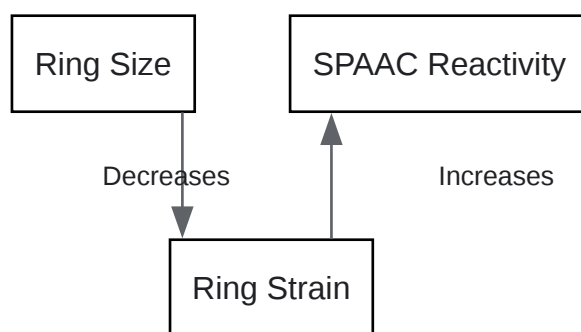 Ring Size
SPAAC Reactivity
Decreases
Increases
Ring Strain